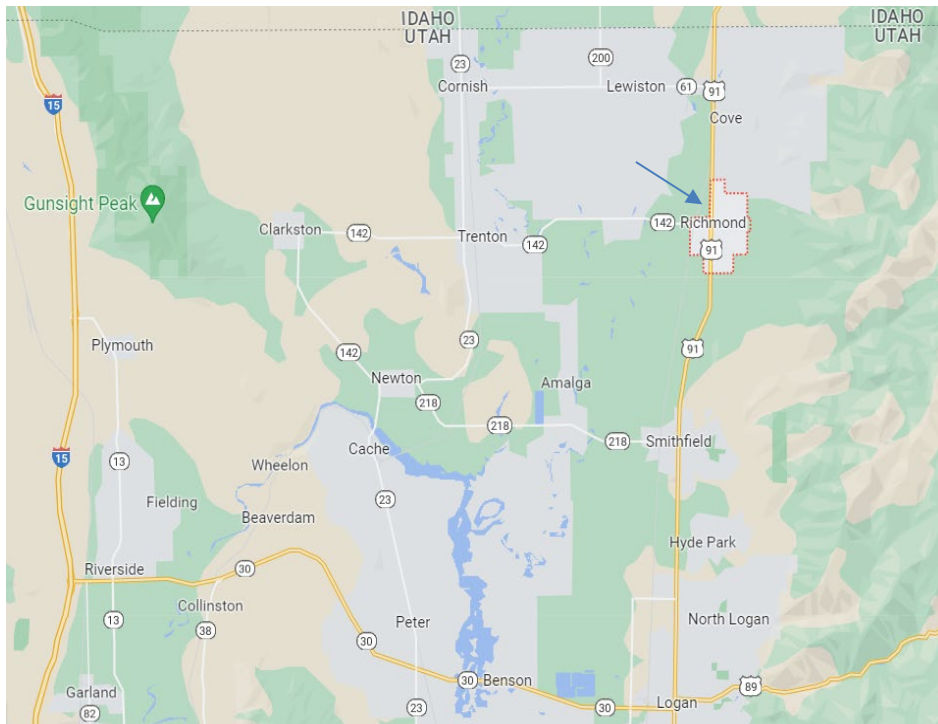 IDAHO
UTAH
IDAHO
UTAH
200
23
Cornish
Lewiston
61
91
15
Cove
Gunsight Peak
Clarkston
142
Trenton
142
142
Richmond
91
23
91
Plymouth
142
Newton
218
Amalga
218
218
Smithfield
Cache
15
13
Wheelon
23
Fielding
Beaverdam
Hyde Park
Riverside
30
Collinston
13
38
Peter
30
North Logan
Garland
82
30
Benson
23
30
Logan
89